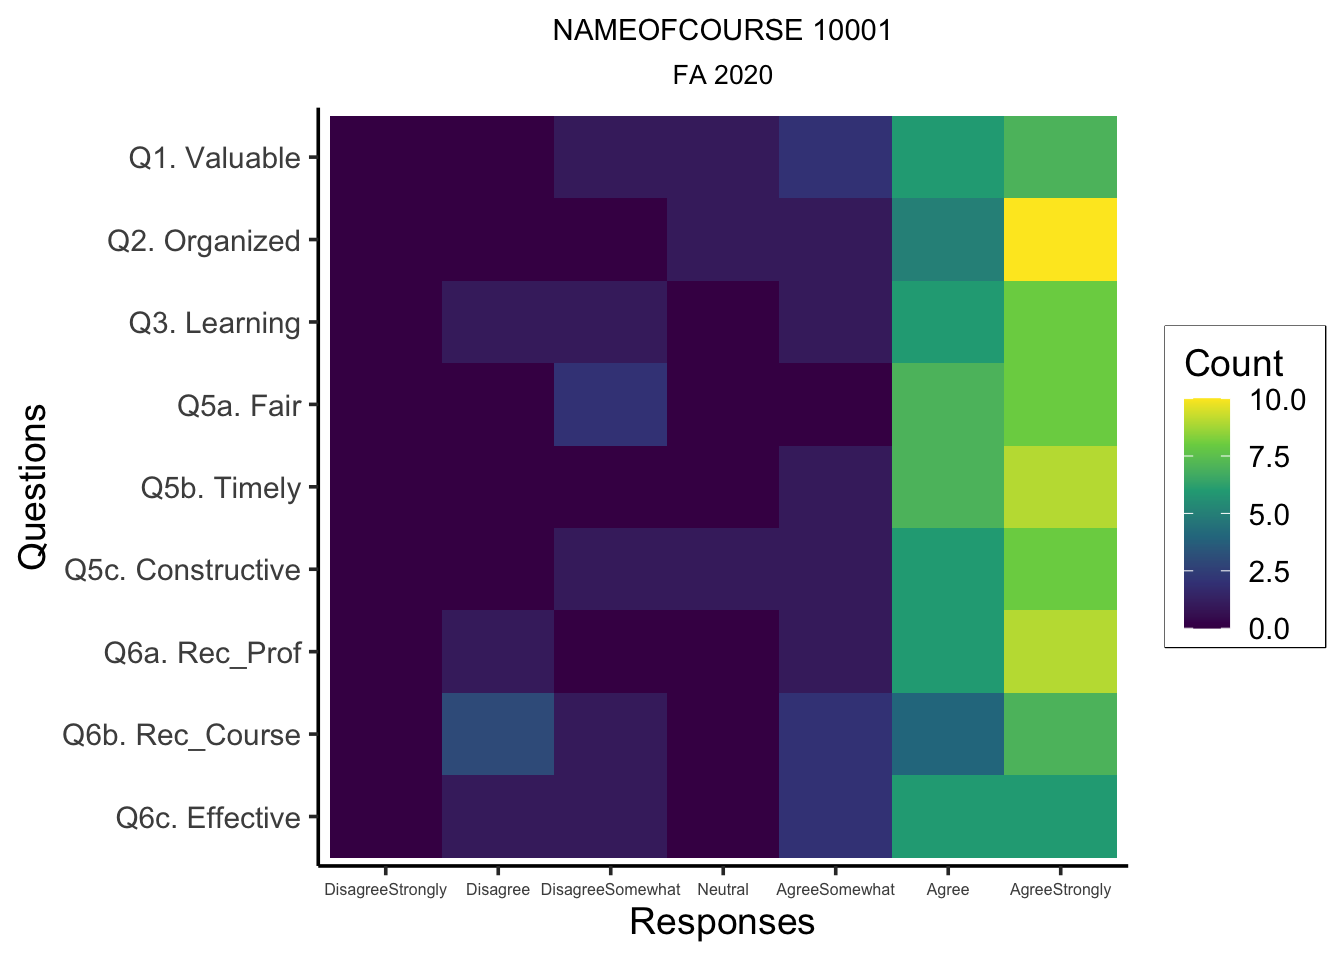 NAMEOFCOURSE 10001
FA 2020
Questions
Q1. Valuable
Q2. Organized
Q3. Learning
Q5a. Fair
Q5b. Timely
Q5c. Constructive
Q6a. Rec_Prof
Q6b. Rec_Course
Q6c. Effective
DisagreeStrongly Disagree DisagreeSomewhat Neutral AgreeSomewhat Agree AgreeStrongly
Responses
Count
10.0
7.5
5.0
2.5
0.0